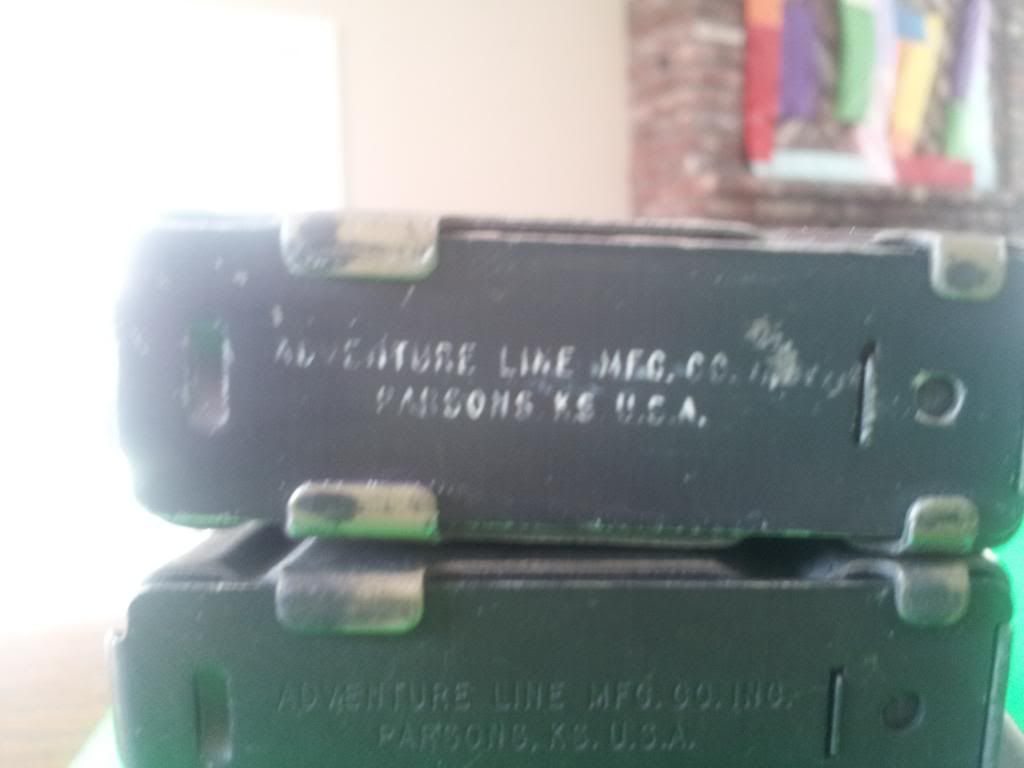 ADVENTURE LINE MFG. CO.
PARSONS KS U.S.A.
ADVENTURE LINE MFG. CO. INC.
PARSONS, KS. U.S.A.